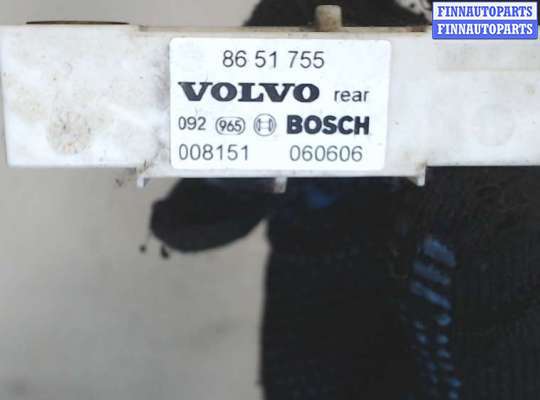 FINNAUTOPARTS
FINNAUTOPARTS
86 51 755
VOLVO rear
092 965 BOSCH
008151 060606